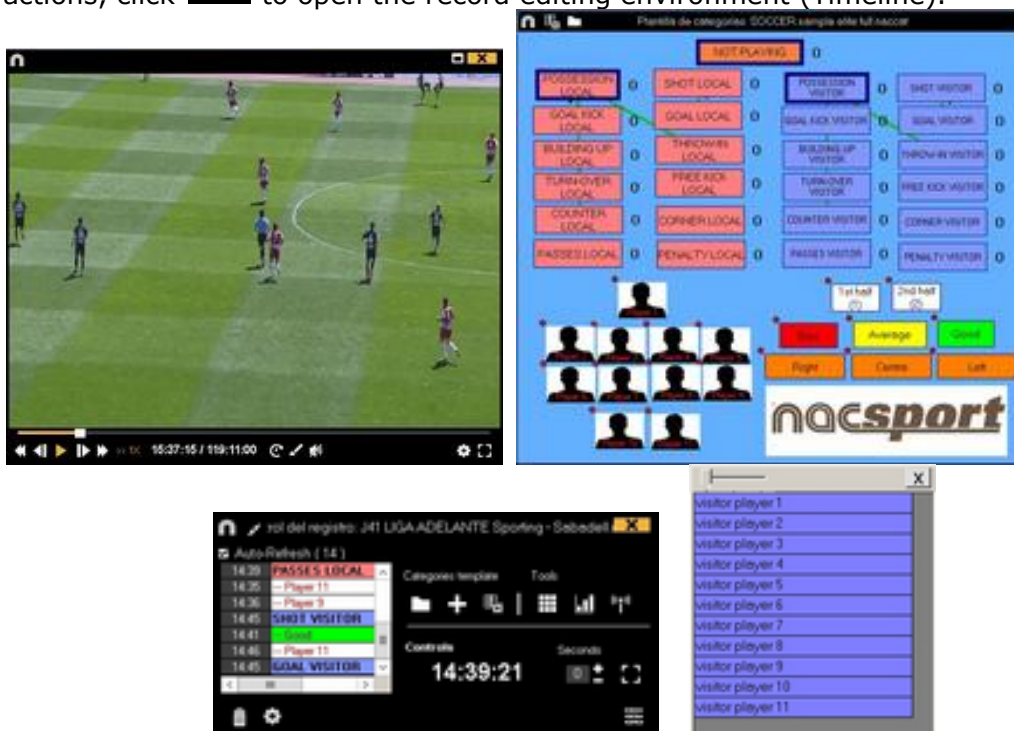 actions, click to open the record editing environment (Timeline).
Plantilla de categorias: SOCCER sample elite full nacsport
NOT PLAYING 0
POSSESSION LOCAL 0 SHOT LOCAL 0 POSSESSION VISITOR 0 SHOT VISITOR 0
GOAL KICK LOCAL 0 GOAL LOCAL 0 GOAL KICK VISITOR 0 GOAL VISITOR 0
BUILDING UP LOCAL 0 THROW-IN LOCAL 0 BUILDING UP VISITOR 0 THROW-IN VISITOR 0
TURN-OVER LOCAL 0 FREE KICK LOCAL 0 TURN-OVER VISITOR 0 FREE KICK VISITOR 0
COUNTER LOCAL 0 CORNER LOCAL 0 COUNTER VISITOR 0 CORNER VISITOR 0
PASSES LOCAL 0 PENALTY LOCAL 0 PASSES VISITOR 0 PENALTY VISITOR 0
1st half 2nd half
Average Good
Right Centre Left
nacsport
1X 15:37:15 / 119:11:00
rol del registro: J41 LIGA ADELANTE Sporting - Sabadell
Auto-Refresh ( 14 )
14:39 PASSES LOCAL
14:35 -- Player 11
14:36 -- Player 9
14:45 SHOT VISITOR
14:41 -- Good
14:46 -- Player 11
14:45 GOAL VISITOR
Categories template Tools
Controls Seconds
14:39:21 0
X
visitor player 1
visitor player 2
visitor player 3
visitor player 4
visitor player 5
visitor player 6
visitor player 7
visitor player 8
visitor player 9
visitor player 10
visitor player 11